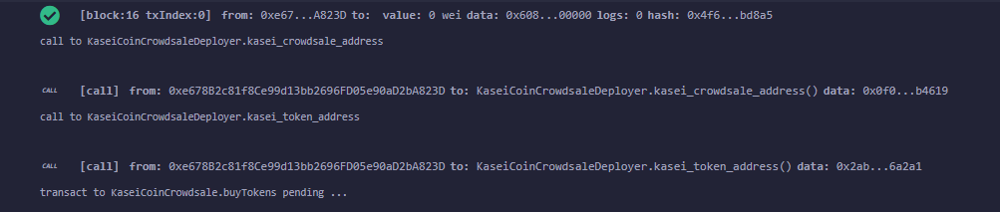 [block:16 txIndex:0] from: 0xe67...A823D to: value: 0 wei data: 0x608...00000 logs: 0 hash: 0x4f6...bd8a5
call to KaseiCoinCrowdsaleDeployer.kasei_crowdsale_address
CALL [call] from: 0xe678B2c81f8Ce99d13bb2696FD05e90aD2bA823D to: KaseiCoinCrowdsaleDeployer.kasei_crowdsale_address() data: 0x0f0...b4619
call to KaseiCoinCrowdsaleDeployer.kasei_token_address
CALL [call] from: 0xe678B2c81f8Ce99d13bb2696FD05e90aD2bA823D to: KaseiCoinCrowdsaleDeployer.kasei_token_address() data: 0x2ab...6a2a1
transact to KaseiCoinCrowdsale.buyTokens pending ...